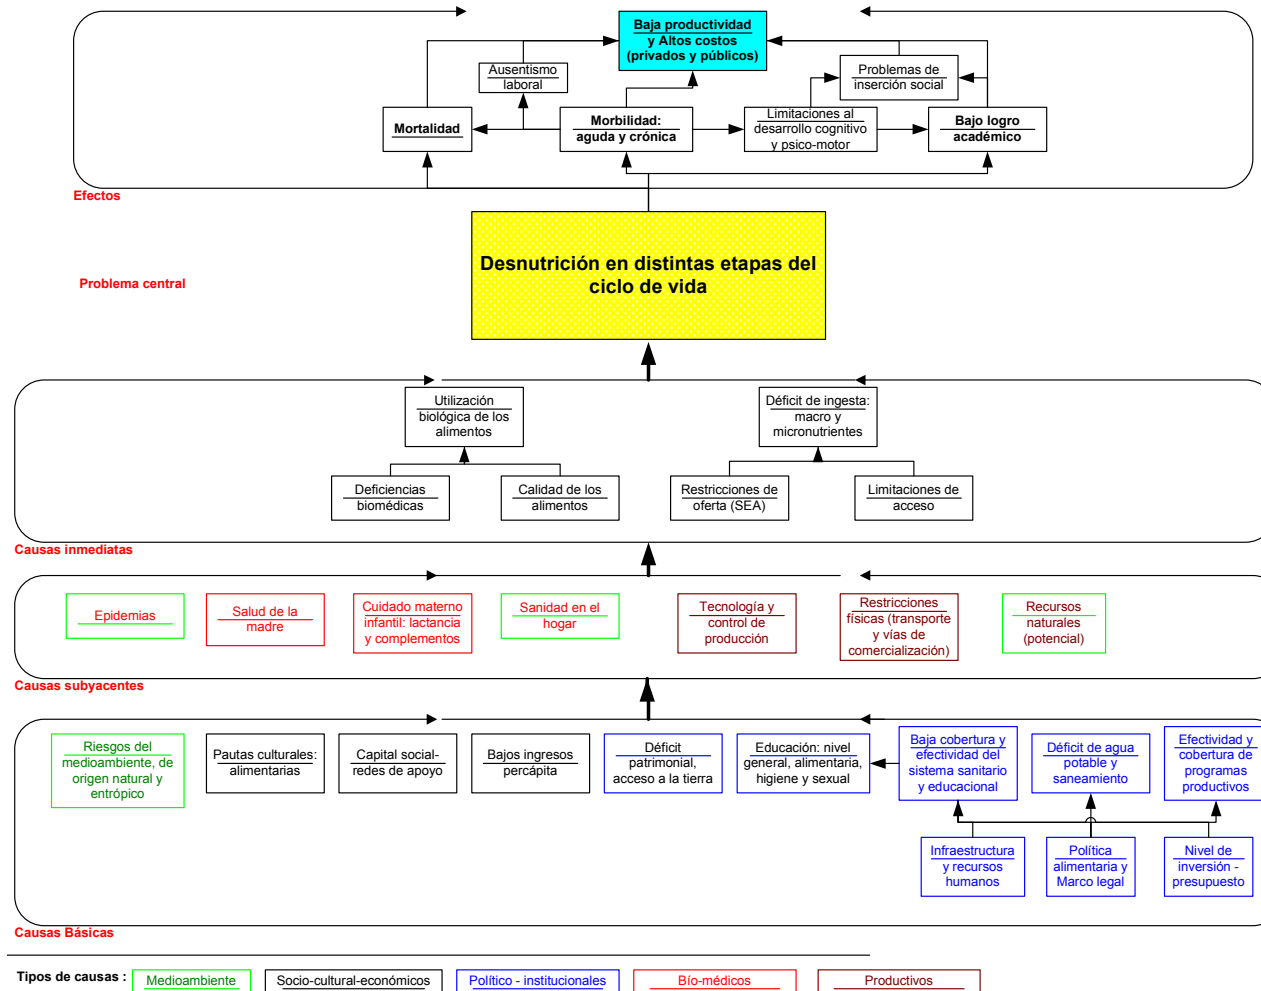 Baja productividad
y Altos costos
(privados y públicos)
Ausentismo
laboral
Problemas de
inserción social
Mortalidad
Morbilidad:
aguda y crónica
Limitaciones al
desarrollo cognitivo
y psico-motor
Bajo logro
académico
Efectos
Problema central
Desnutrición en distintas etapas del
ciclo de vida
Utilización
biológica de los
alimentos
Déficit de ingesta:
macro y
micronutrientes
Deficiencias
biomédicas
Calidad de los
alimentos
Restricciones de
oferta (SEA)
Limitaciones de
acceso
Causas inmediatas
Epidemias
Salud de la
madre
Cuidado materno
infantil: lactancia
y complementos
Sanidad en el
hogar
Tecnología y
control de
producción
Restricciones
físicas (transporte
y vías de
comercialización)
Recursos
naturales
(potencial)
Causas subyacentes
Riesgos del
medioambiente, de
origen natural y
entrópico
Pautas culturales:
alimentarias
Capital social-
redes de apoyo
Bajos ingresos
percápita
Déficit
patrimonial,
acceso a la tierra
Educación: nivel
general, alimentaria,
higiene y sexual
Baja cobertura y
efectividad del
sistema sanitario
y educacional
Déficit de agua
potable y
saneamiento
Efectividad y
cobertura de
programas
productivos
Infraestructura
y recursos
humanos
Política
alimentaria y
Marco legal
Nivel de
inversión -
presupuesto
Causas Básicas
Tipos de causas :
Medioambiente
Socio-cultural-económicos
Político - institucionales
Bío-médicos
Productivos